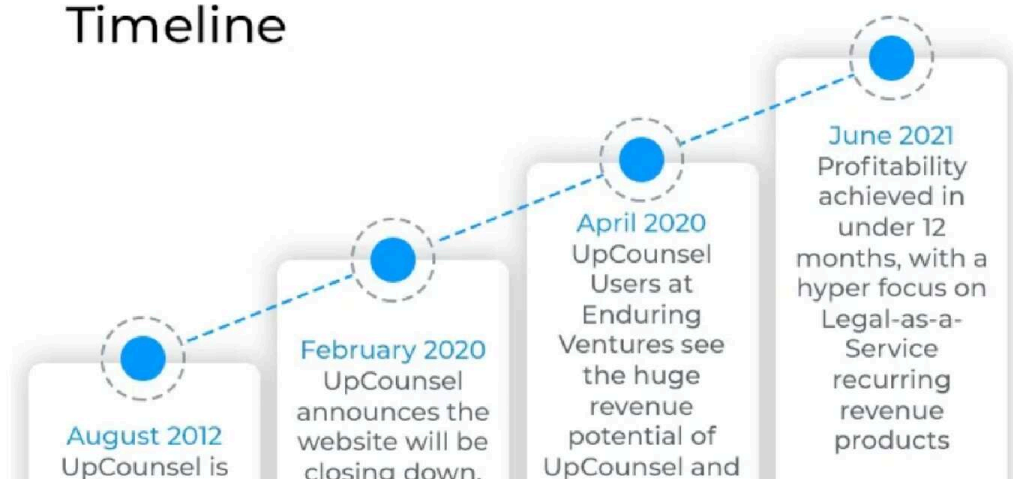 Timeline
August 2012
UpCounsel is
February 2020
UpCounsel
announces the
website will be
closing down.
April 2020
UpCounsel
Users at
Enduring
Ventures see
the huge
revenue
potential of
UpCounsel and
June 2021
Profitability
achieved in
under 12
months, with a
hyper focus on
Legal-as-a-
Service
recurring
revenue
products